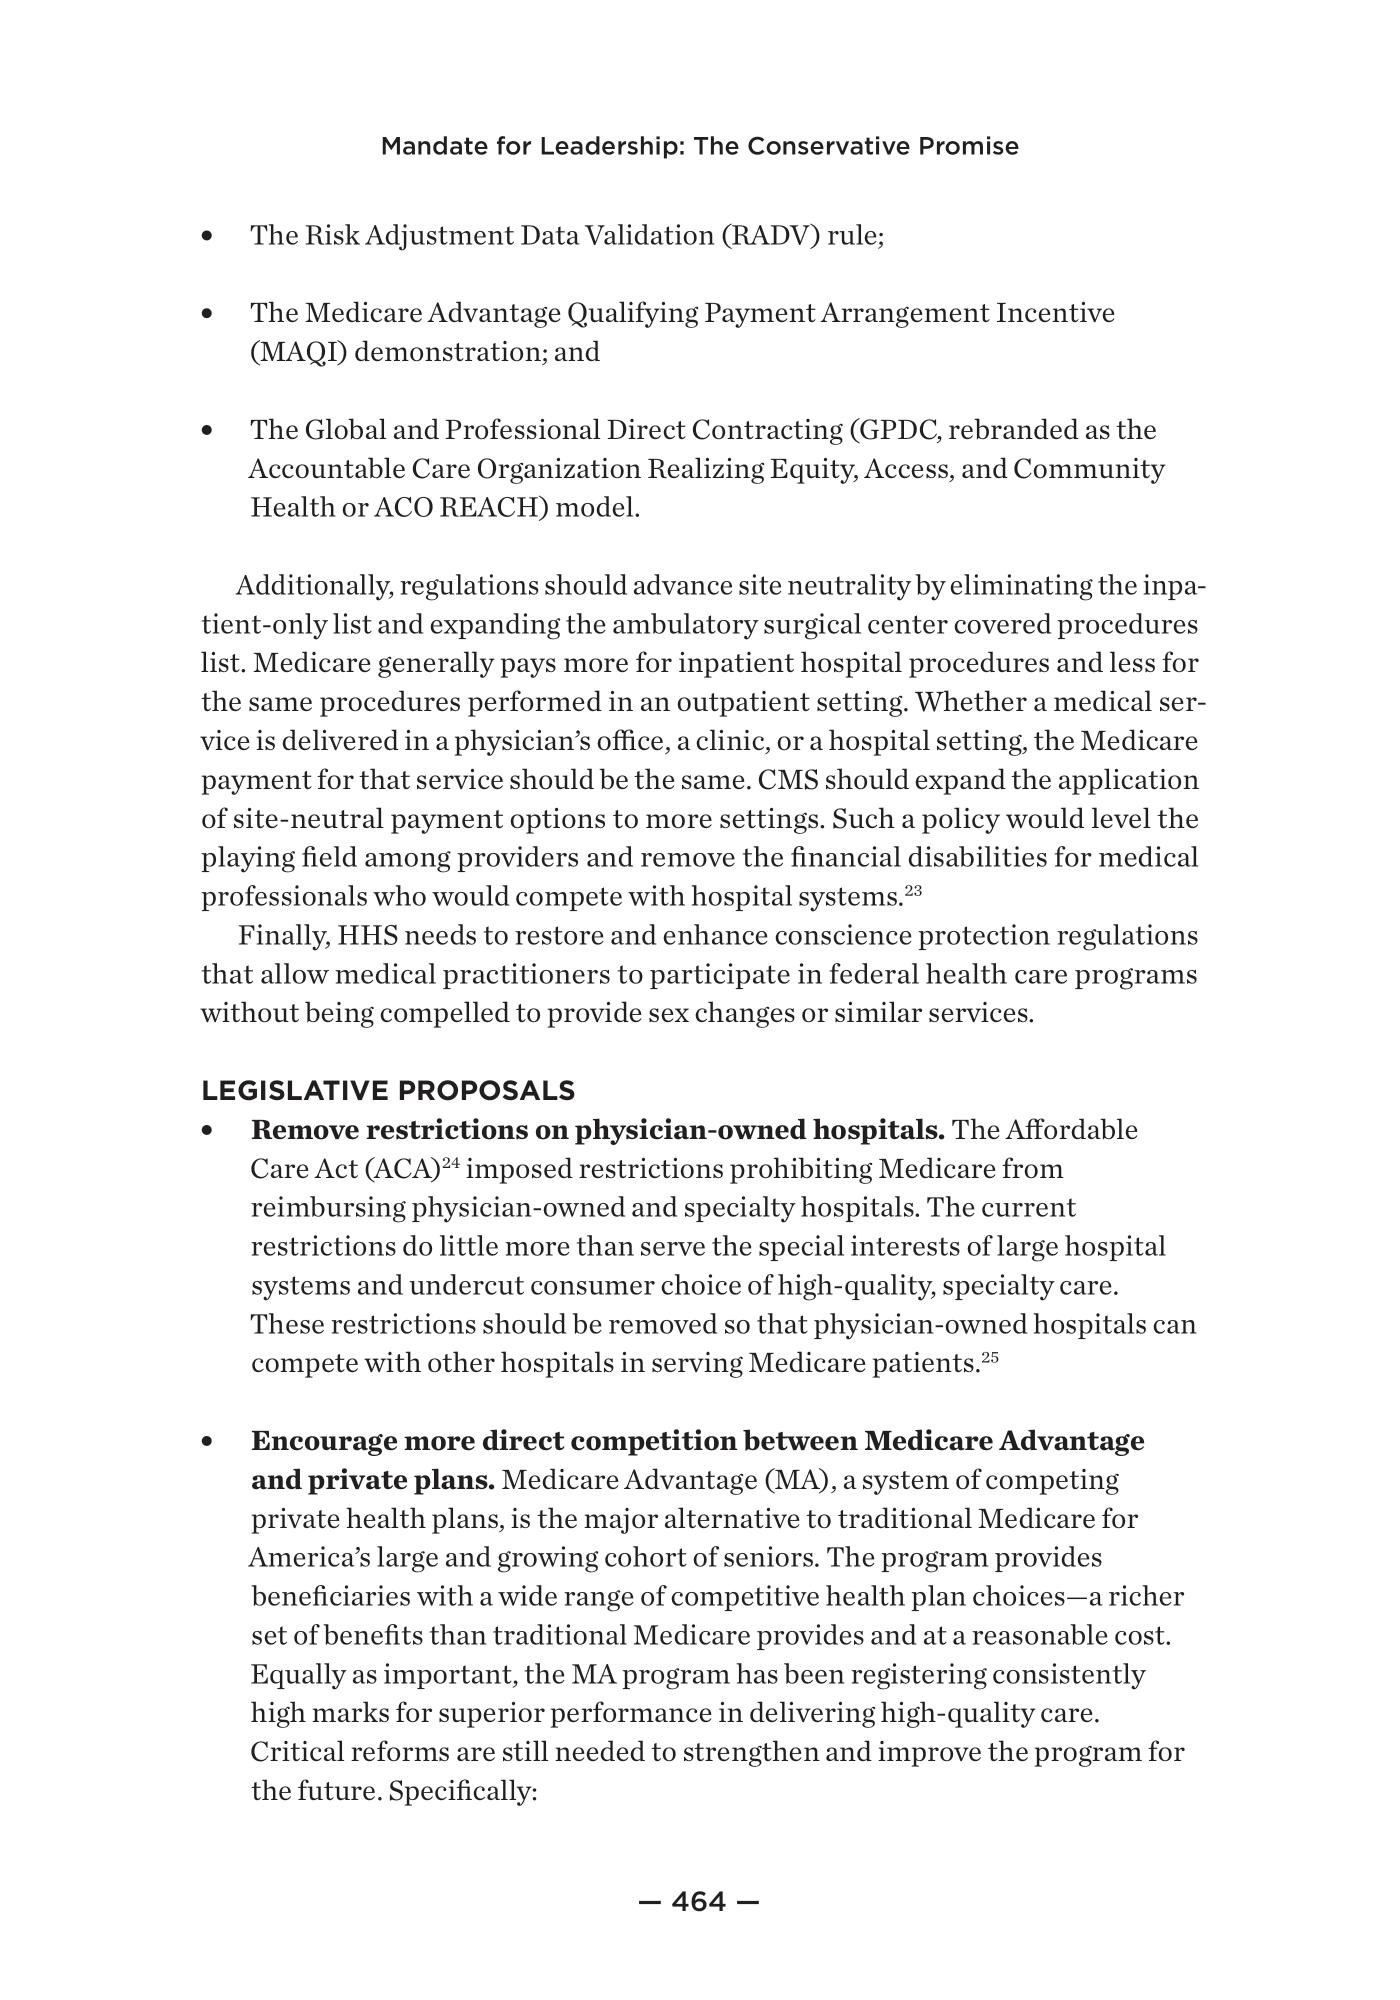 Mandate for Leadership: The Conservative Promise
• The Risk Adjustment Data Validation (RADV) rule;
• The Medicare Advantage Qualifying Payment Arrangement Incentive
(MAQI) demonstration; and
• The Global and Professional Direct Contracting (GPDC, rebranded as the
Accountable Care Organization Realizing Equity, Access, and Community
Health or ACO REACH) model.
Additionally, regulations should advance site neutrality by eliminating the inpa-
tient-only list and expanding the ambulatory surgical center covered procedures
list. Medicare generally pays more for inpatient hospital procedures and less for
the same procedures performed in an outpatient setting. Whether a medical ser-
vice is delivered in a physician’s office, a clinic, or a hospital setting, the Medicare
payment for that service should be the same. CMS should expand the application
of site-neutral payment options to more settings. Such a policy would level the
playing field among providers and remove the financial disabilities for medical
professionals who would compete with hospital systems.23
Finally, HHS needs to restore and enhance conscience protection regulations
that allow medical practitioners to participate in federal health care programs
without being compelled to provide sex changes or similar services.
LEGISLATIVE PROPOSALS
• Remove restrictions on physician-owned hospitals. The Affordable
Care Act (ACA)24 imposed restrictions prohibiting Medicare from
reimbursing physician-owned and specialty hospitals. The current
restrictions do little more than serve the special interests of large hospital
systems and undercut consumer choice of high-quality, specialty care.
These restrictions should be removed so that physician-owned hospitals can
compete with other hospitals in serving Medicare patients.25
• Encourage more direct competition between Medicare Advantage
and private plans. Medicare Advantage (MA), a system of competing
private health plans, is the major alternative to traditional Medicare for
America’s large and growing cohort of seniors. The program provides
beneficiaries with a wide range of competitive health plan choices—a richer
set of benefits than traditional Medicare provides and at a reasonable cost.
Equally as important, the MA program has been registering consistently
high marks for superior performance in delivering high-quality care.
Critical reforms are still needed to strengthen and improve the program for
the future. Specifically:
— 464 —